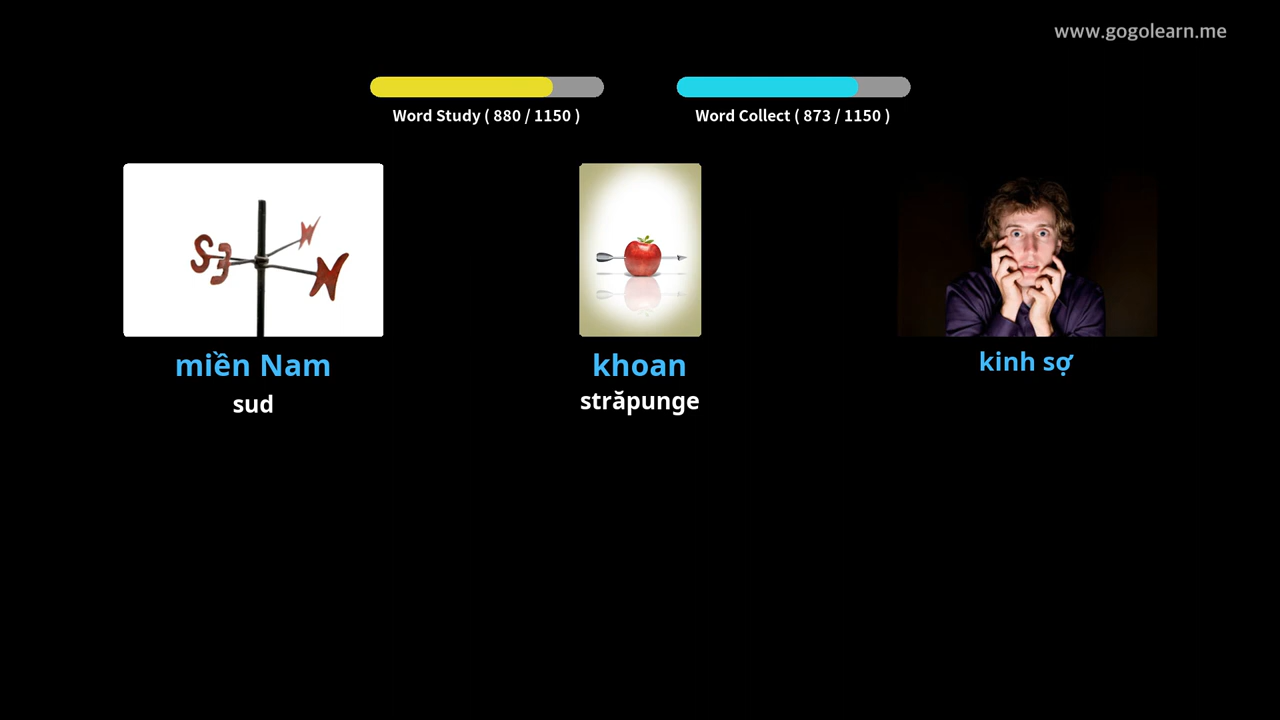 www.gogolearn.me
Word Study ( 880 / 1150 )
Word Collect ( 873 / 1150 )
miền Nam
sud
khoan
străpunge
kinh sợ